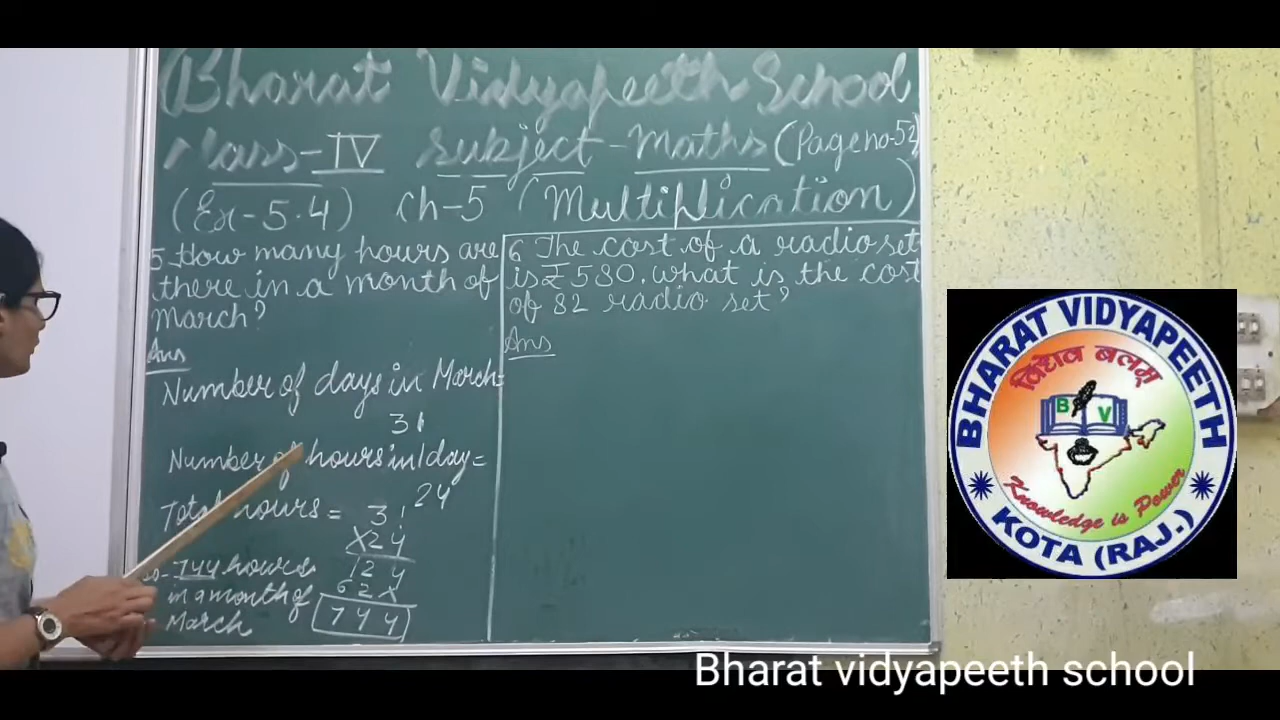 Bharat Vidyapeeth School
Class-IV subject - Maths (Page no-52)
(Ex-5.4) Ch-5 (Multiplication)
5. How many hours are
there in a month of
March?
Ans
Number of days in March=
31
Number of hours in 1 day =
24
Total hours = 31
x24
124
62x
744
so- 744 hours
in a month of
March
6 The cost of a radio set
is ₹580. what is the cost
of 82 radio set?
Ans
BHARAT VIDYAPEETH
विद्यैव बलम्
B V
Knowledge is Power
KOTA (RAJ.)
Bharat vidyapeeth school